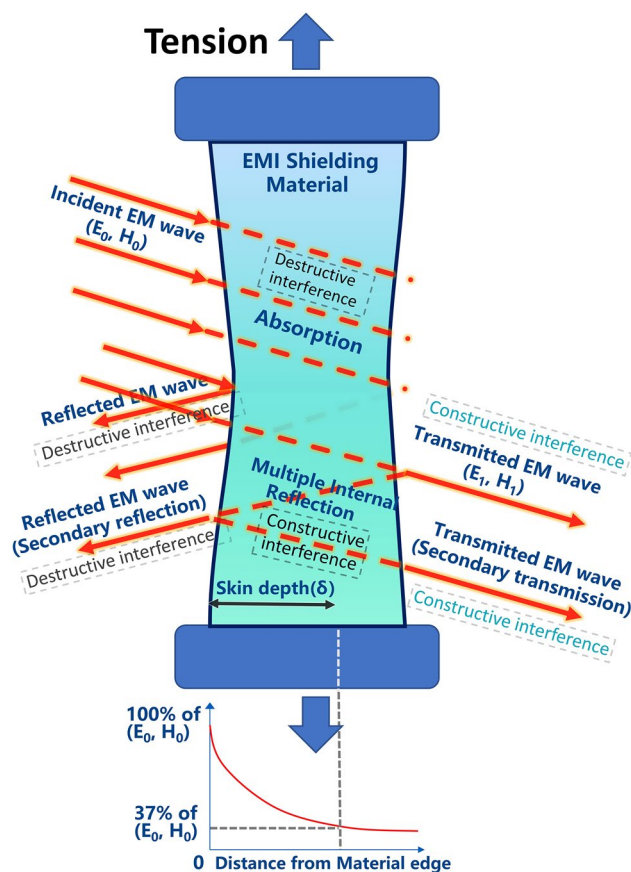 Tension
EMI Shielding
Material
Incident EM wave
(E₀, H₀)
Destructive
interference
Absorption
Reflected EM wave
Destructive interference
Constructive interference
Transmitted EM wave
(E₁, H₁)
Multiple Internal
Reflection
Reflected EM wave
(Secondary reflection)
Constructive
interference
Destructive interference
Transmitted EM wave
(Secondary transmission)
Constructive interference
Skin depth(δ)
100% of
(E₀, H₀)
37% of
(E₀, H₀)
0 Distance from Material edge